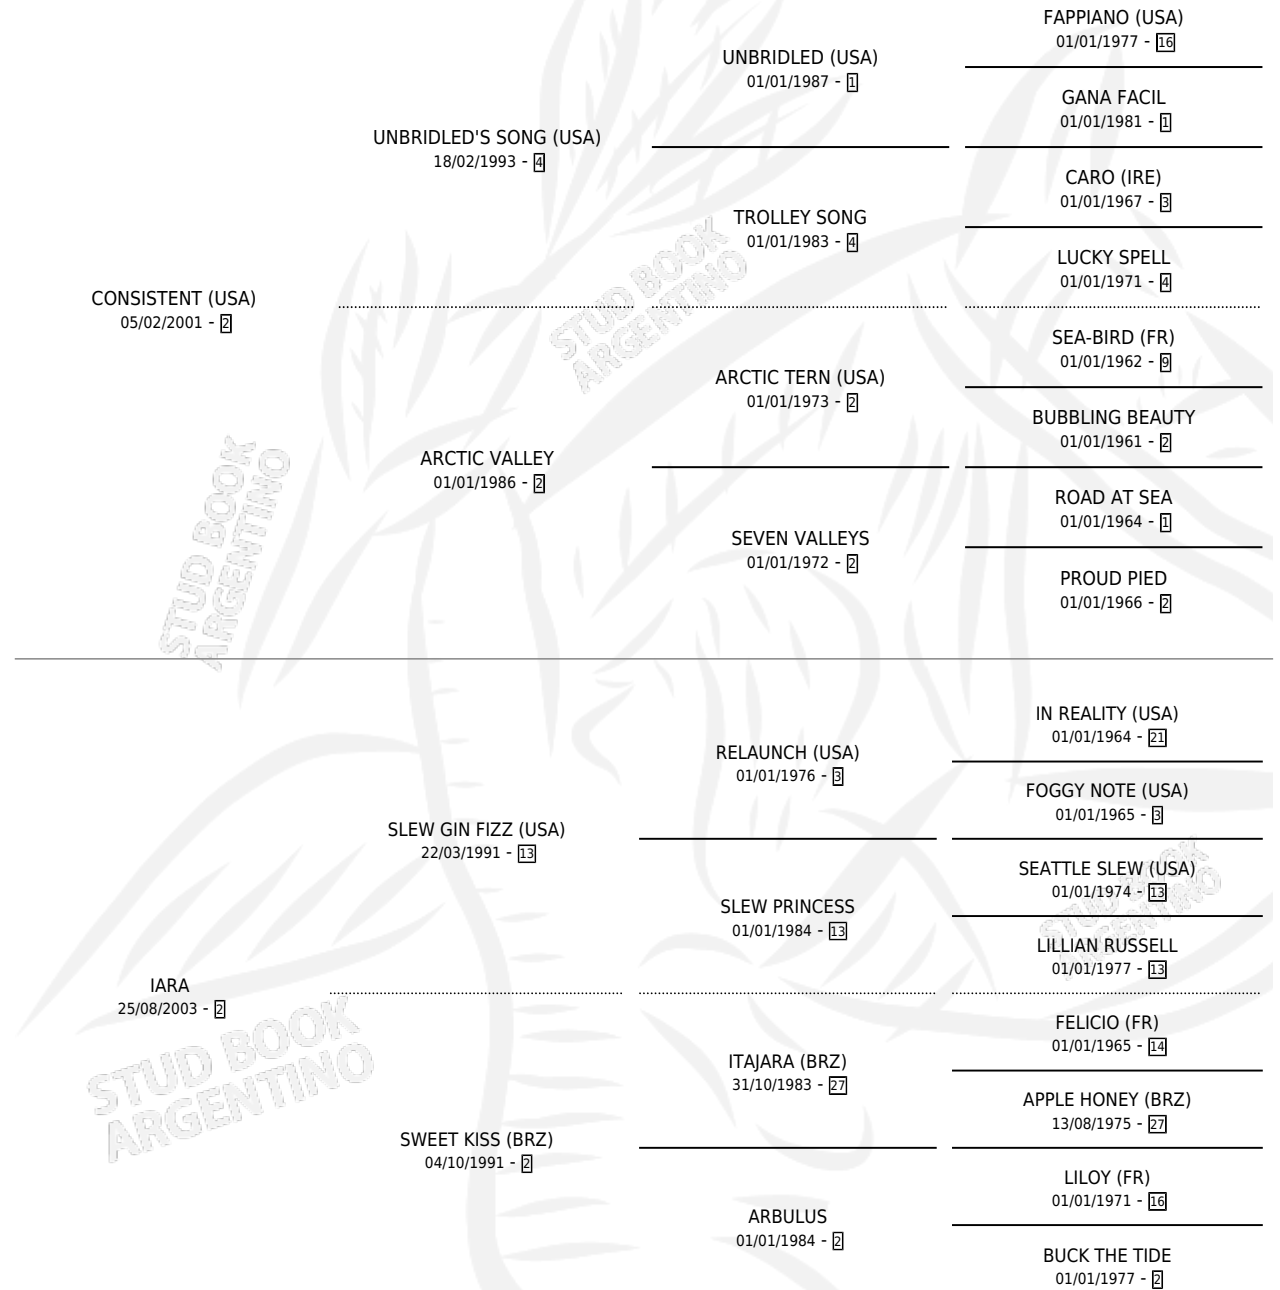 FAPPIANO (USA)
01/01/1977 - 16
UNBRIDLED (USA)
01/01/1987 - 1
GANA FACIL
01/01/1981 - 1
UNBRIDLED'S SONG (USA)
18/02/1993 - 4
CARO (IRE)
01/01/1967 - 3
TROLLEY SONG
01/01/1983 - 4
LUCKY SPELL
01/01/1971 - 4
CONSISTENT (USA)
05/02/2001 - 2
SEA-BIRD (FR)
01/01/1962 - 9
ARCTIC TERN (USA)
01/01/1973 - 2
BUBBLING BEAUTY
01/01/1961 - 2
ARCTIC VALLEY
01/01/1986 - 2
ROAD AT SEA
01/01/1964 - 1
SEVEN VALLEYS
01/01/1972 - 2
PROUD PIED
01/01/1966 - 2
IN REALITY (USA)
01/01/1964 - 21
RELAUNCH (USA)
01/01/1976 - 3
FOGGY NOTE (USA)
01/01/1965 - 3
SLEW GIN FIZZ (USA)
22/03/1991 - 13
SEATTLE SLEW (USA)
01/01/1974 - 13
SLEW PRINCESS
01/01/1984 - 13
LILLIAN RUSSELL
01/01/1977 - 13
IARA
25/08/2003 - 2
FELICIO (FR)
01/01/1965 - 14
ITAJARA (BRZ)
31/10/1983 - 27
APPLE HONEY (BRZ)
13/08/1975 - 27
SWEET KISS (BRZ)
04/10/1991 - 2
LILOY (FR)
01/01/1971 - 16
ARBULUS
01/01/1984 - 2
BUCK THE TIDE
01/01/1977 - 2
STUD BOOK
ARGENTINO
STUD BOOK
ARGENTINO
STUD BOOK
ARGENTINO
STUD BOOK
ARGENTINO